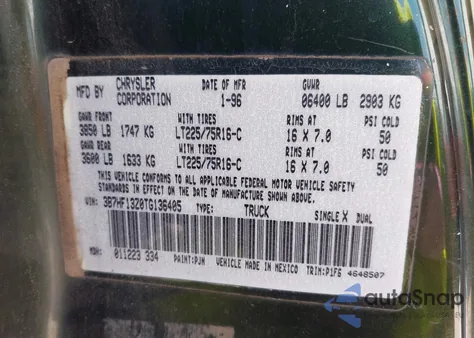 MFD BY CHRYSLER CORPORATION DATE OF MFR 1-96 GVWR 06400 LB 2903 KG
GAWR FRONT WITH TIRES RIMS AT PSI COLD
3850 LB 1747 KG LT225/75R16-C 16 X 7.0 50
GAWR REAR WITH TIRES RIMS AT PSI COLD
3600 LB 1633 KG LT225/75R16-C 16 X 7.0 50
THIS VEHICLE CONFORMS TO ALL APPLICABLE FEDERAL MOTOR VEHICLE SAFETY
STANDARDS IN EFFECT ON THE DATE OF MANUFACTURE SHOWN ABOVE.
VIN: 3B7HF13Z0TG136405 TYPE: TRUCK SINGLE X DUAL
MDH: 011223 334 PAINT: PJM VEHICLE MADE IN MEXICO TRIM: P1F6 4648507
autoSnap